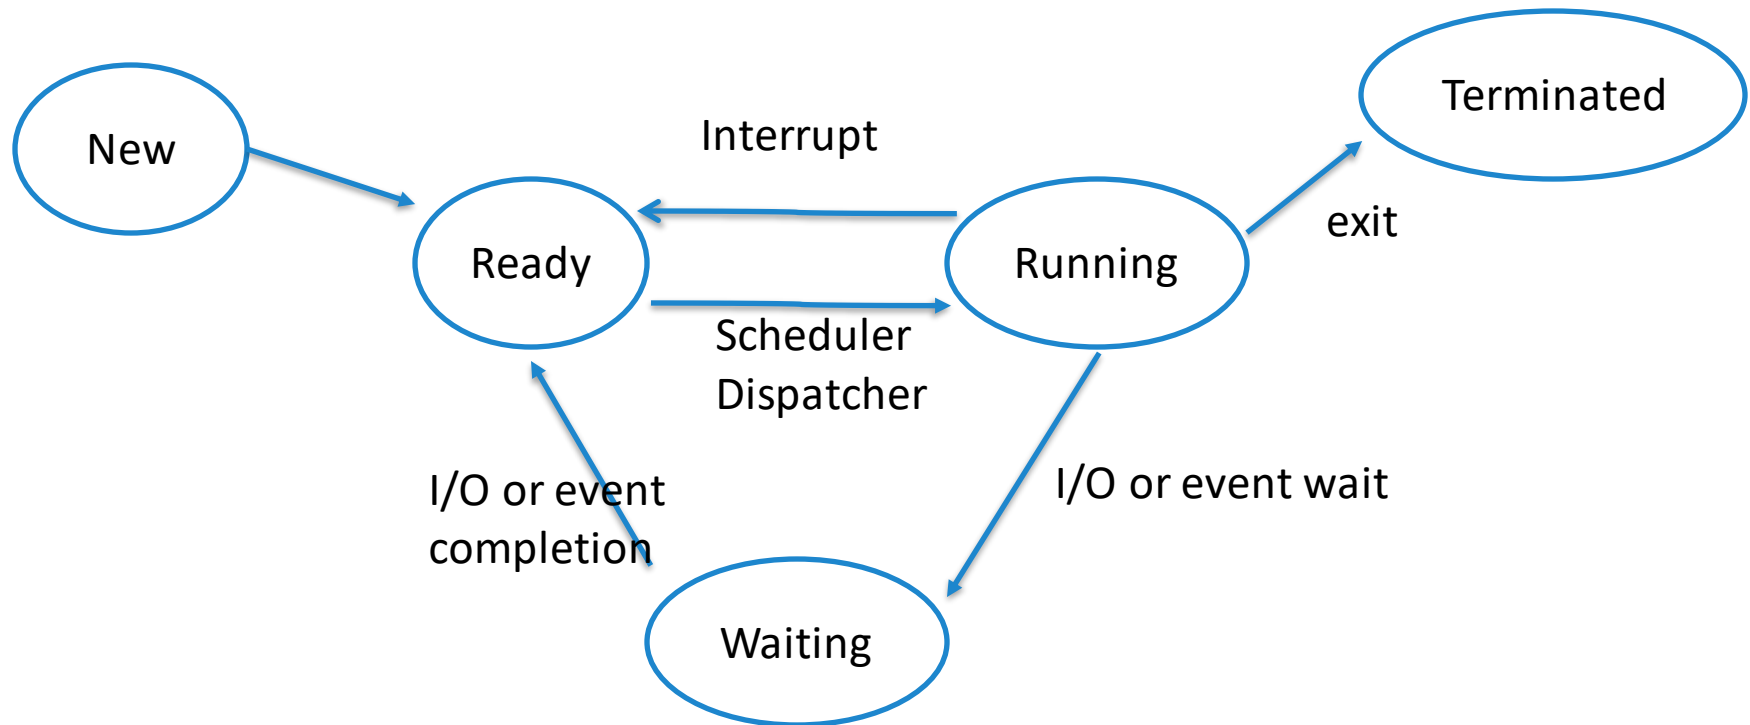 New
Interrupt
Terminated
Ready
Running
exit
Scheduler
Dispatcher
I/O or event
completion
I/O or event wait
Waiting